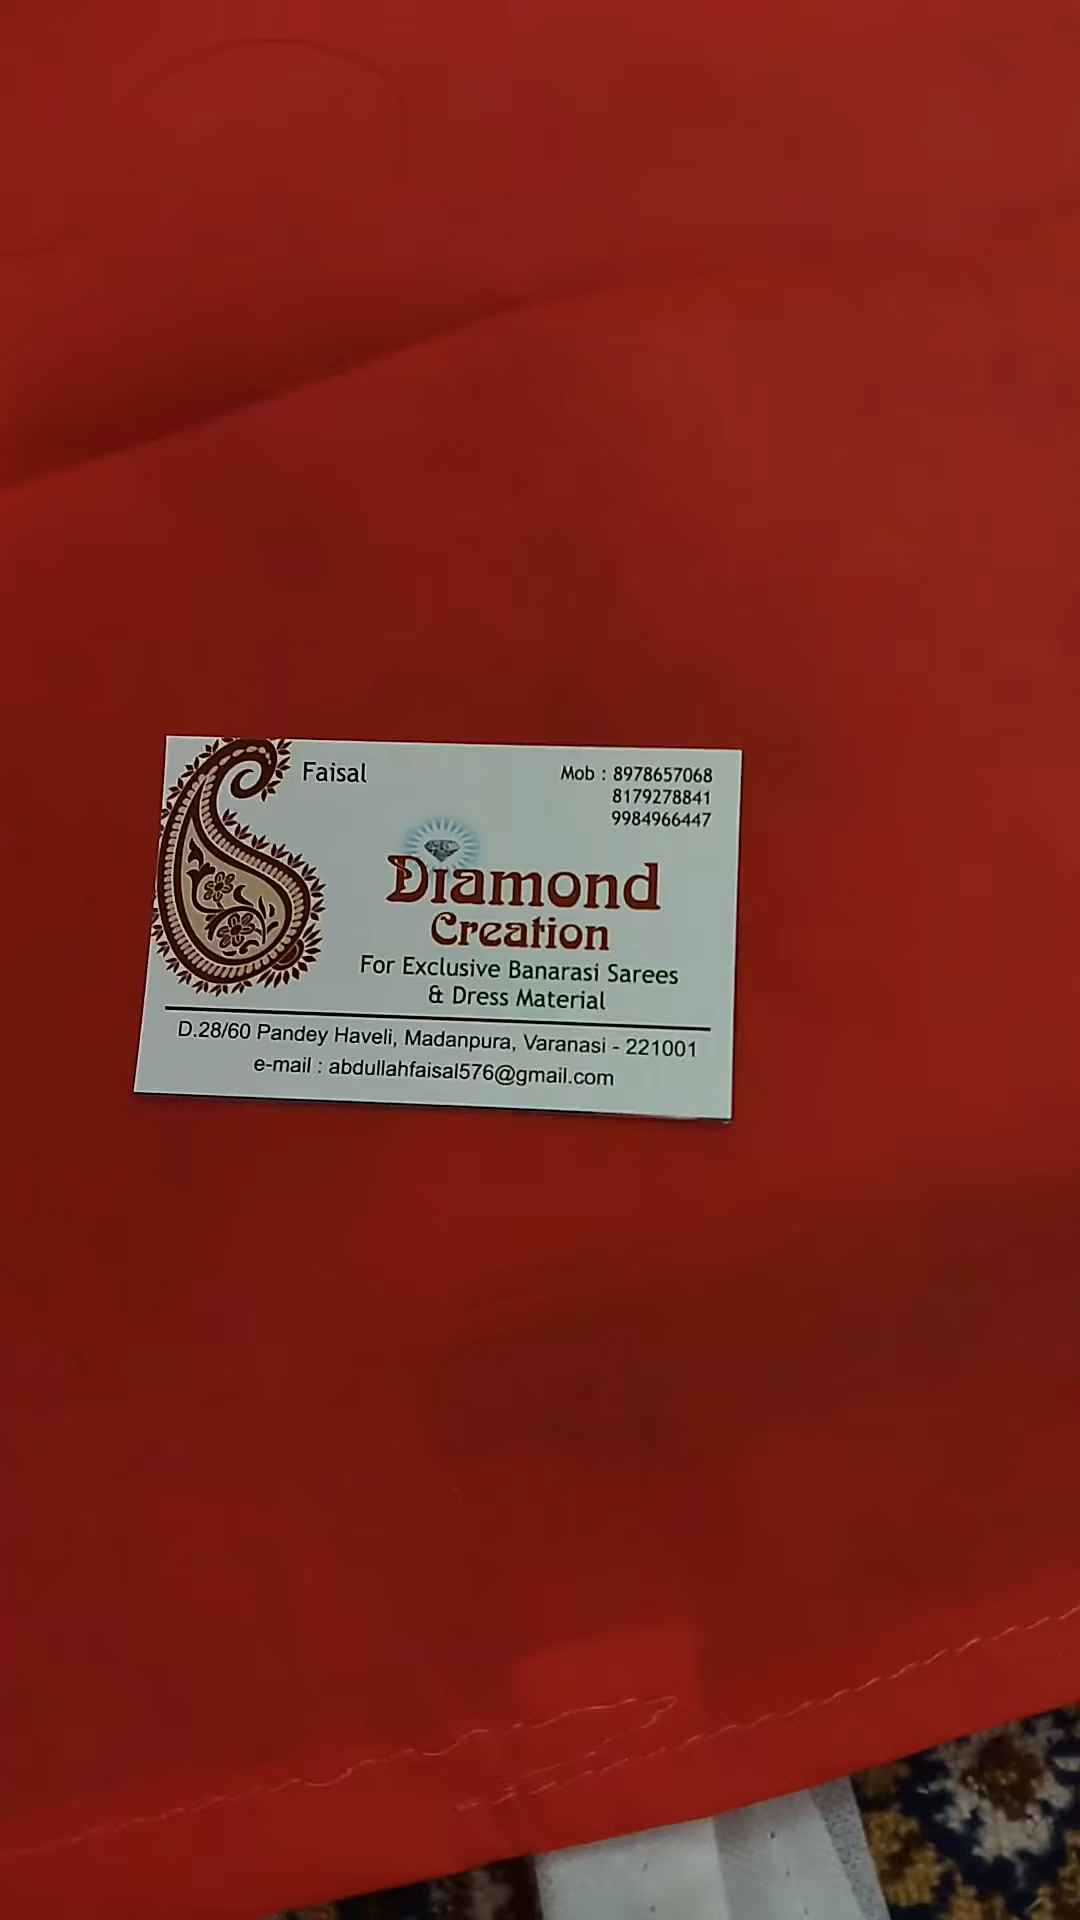 Faisal
Mob : 8978657068
8179278841
9984966447
Diamond
Creation
For Exclusive Banarasi Sarees
& Dress Material
D.28/60 Pandey Haveli, Madanpura, Varanasi - 221001
e-mail : abdullahfaisal576@gmail.com